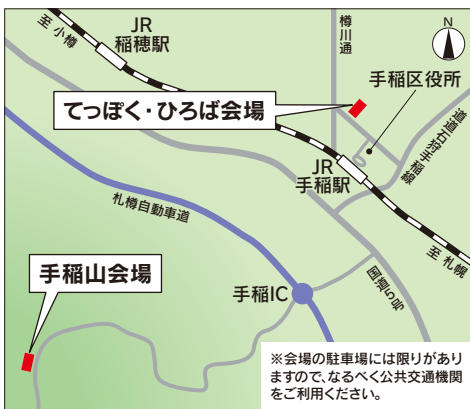 至 小樽
JR
稲穂駅
樽川通
N
手稲区役所
てっぽく・ひろば会場
道道石狩手稲線
JR
手稲駅
札樽自動車道
至 札幌
手稲山会場
手稲IC
国道5号
※会場の駐車場には限りがあり
ますので、なるべく公共交通機関
をご利用ください。